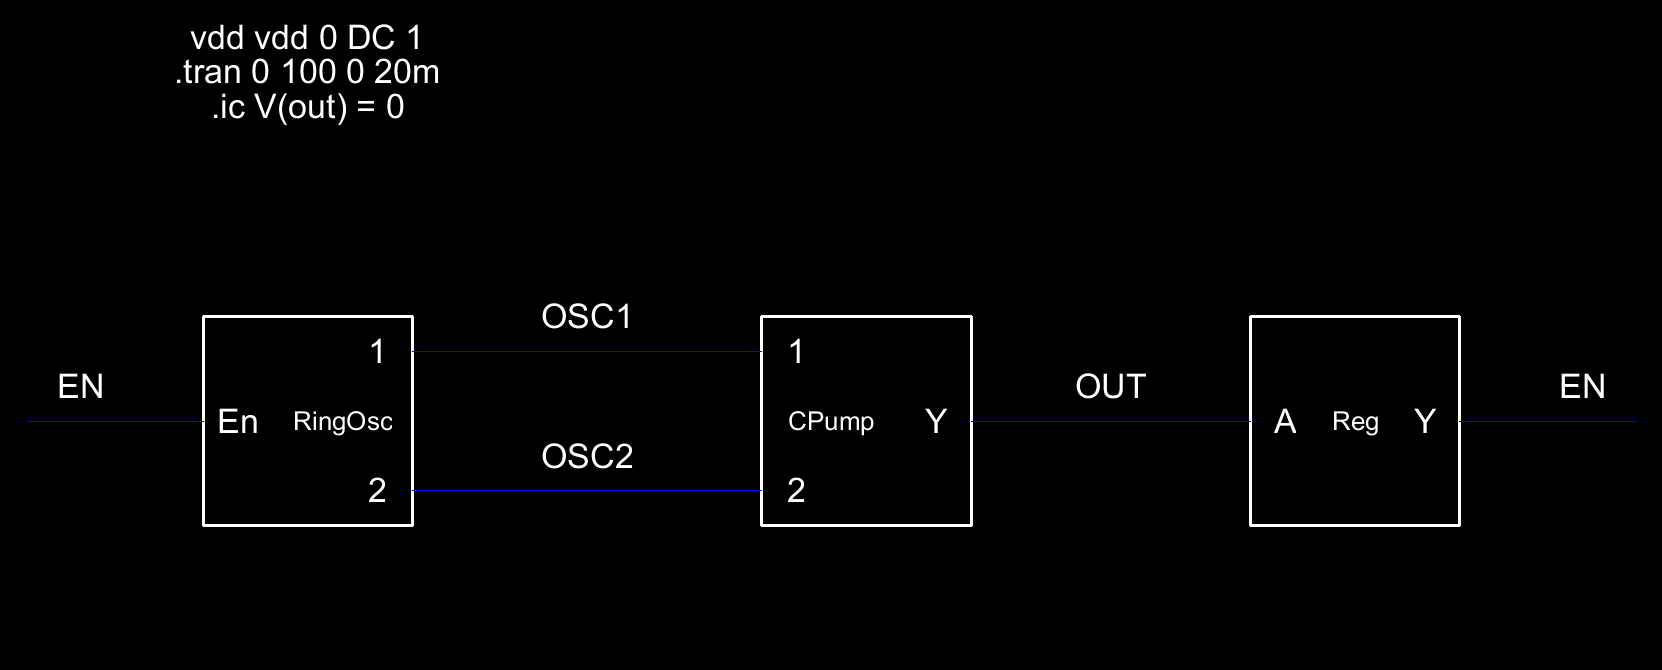 vdd vdd 0 DC 1
.tran 0 100 0 20m
.ic V(out) = 0
OSC1
1
1
EN
OUT
EN
En
RingOsc
CPump
Y
A
Reg
Y
OSC2
2
2